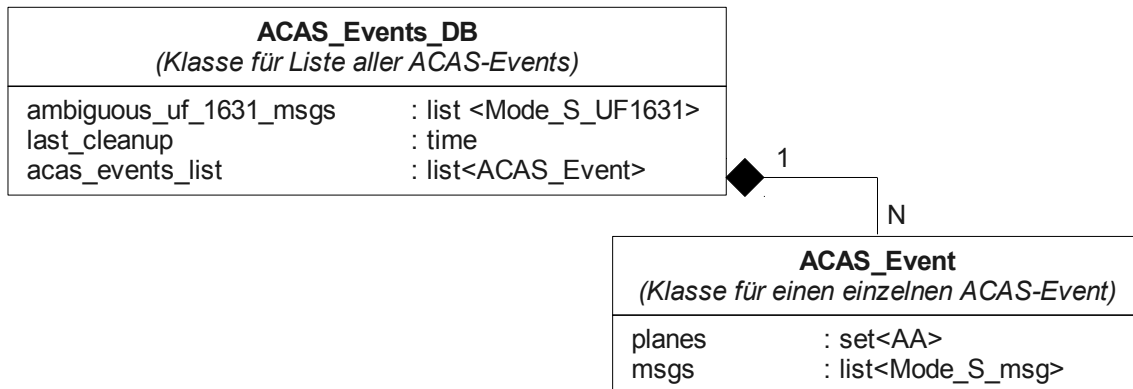 ACAS_Events_DB
(Klasse für Liste aller ACAS-Events)
ambiguous_uf_1631_msgs : list <Mode_S_UF1631>
last_cleanup : time
acas_events_list : list<ACAS_Event>
1
N
ACAS_Event
(Klasse für einen einzelnen ACAS-Event)
planes : set<AA>
msgs : list<Mode_S_msg>